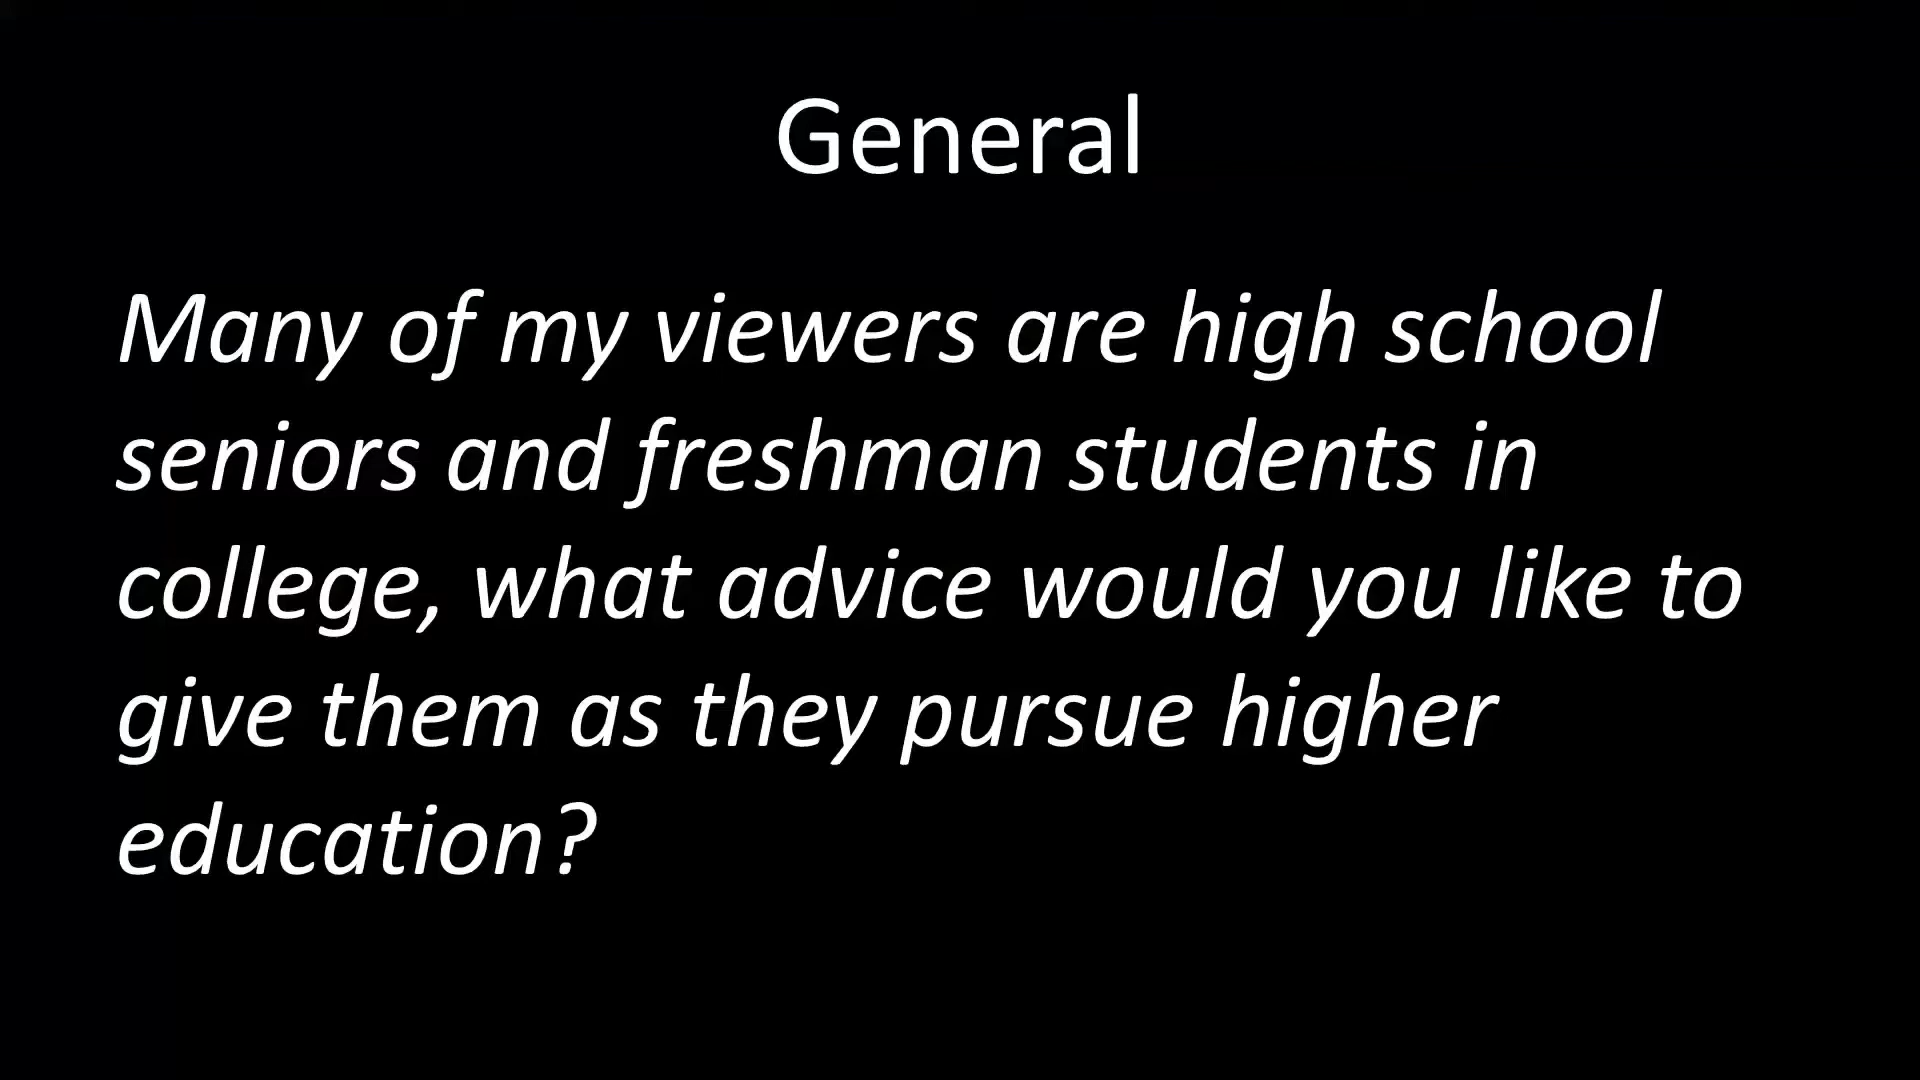 General
Many of my viewers are high school
seniors and freshman students in
college, what advice would you like to
give them as they pursue higher
education?